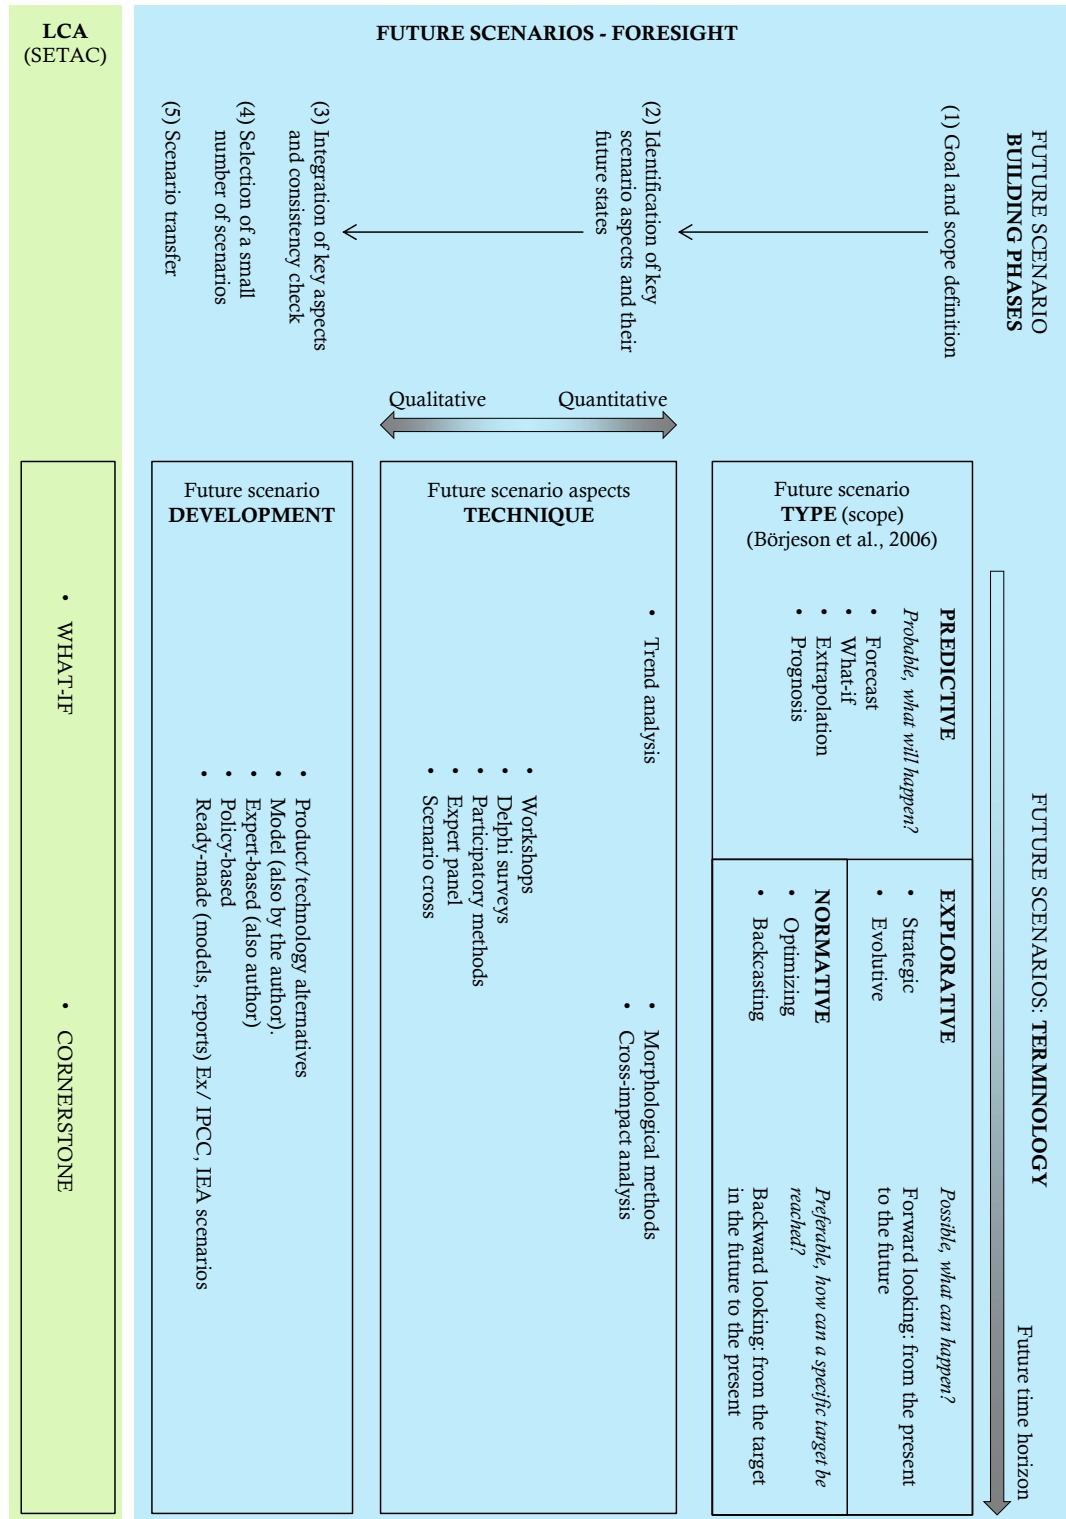 FUTURE SCENARIOS - FORESIGHT
FUTURE SCENARIO
BUILDING PHASES
(1) Goal and scope definition
(2) Identification of key
scenario aspects and their
future states
(3) Integration of key aspects
and consistency check
(4) Selection of a small
number of scenarios
(5) Scenario transfer
FUTURE SCENARIOS: TERMINOLOGY
Future time horizon
Future scenario
TYPE (scope)
(Börjeson et al., 2006)
PREDICTIVE
Probable, what will happen?
• Forecast
• What-if
• Extrapolation
• Prognosis
EXPLORATIVE
• Strategic
• Evolutive
Possible, what can happen?
Forward looking: from the present
to the future
NORMATIVE
• Optimizing
• Backcasting
Preferable, how can a specific target be
reached?
Backward looking: from the target
in the future to the present
Quantitative
Qualitative
Future scenario aspects
TECHNIQUE
• Trend analysis
• Morphological methods
• Cross-impact analysis
• Workshops
• Delphi surveys
• Participatory methods
• Expert panel
• Scenario cross
Future scenario
DEVELOPMENT
• Product/technology alternatives
• Model (also by the author).
• Expert-based (also author)
• Policy-based
• Ready-made (models, reports) Ex/ IPCC, IEA scenarios
LCA
(SETAC)
• WHAT-IF
• CORNERSTONE